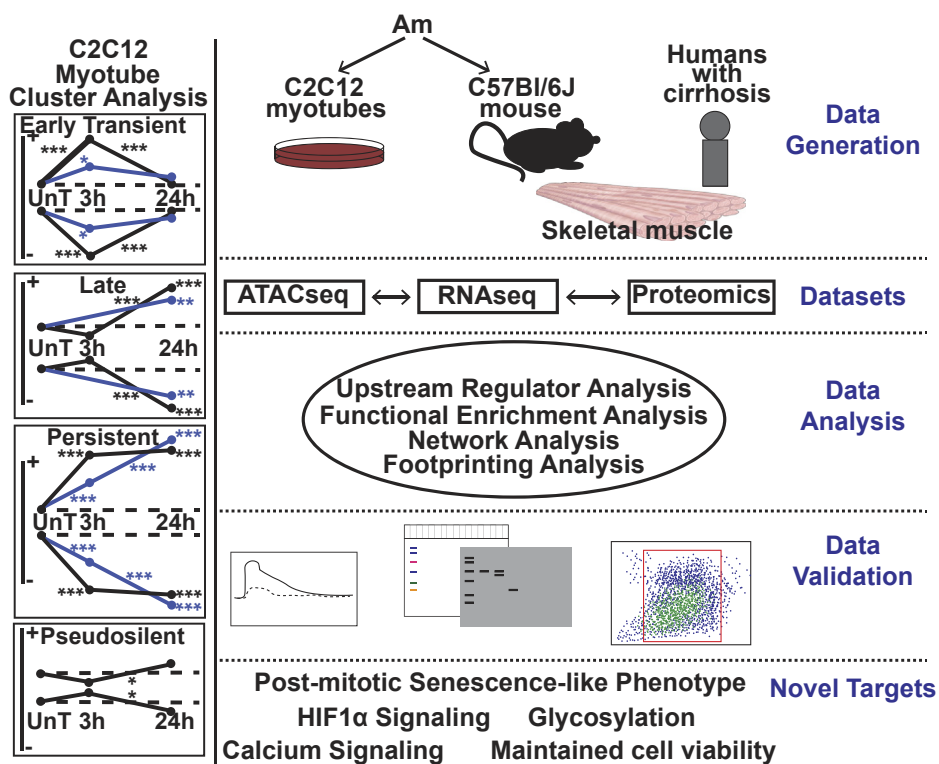 C2C12
Myotube
Cluster Analysis
Early Transient
+
***
***
*
UnT 3h
24h
*
***
***
-
+
Late
***
***
**
UnT 3h
24h
**
***
***
-
Persistent
***
+
***
***
***
***
UnT 3h
24h
***
***
-
***
***
***
+
Pseudosilent
*
*
UnT 3h
24h
-
Am
C2C12
myotubes
C57Bl/6J
mouse
Humans
with
cirrhosis
Skeletal muscle
Data
Generation
ATACseq
RNAseq
Proteomics
Datasets
Upstream Regulator Analysis
Functional Enrichment Analysis
Network Analysis
Footprinting Analysis
Data
Analysis
Data
Validation
Post-mitotic Senescence-like Phenotype
HIF1α Signaling
Glycosylation
Calcium Signaling
Maintained cell viability
Novel Targets